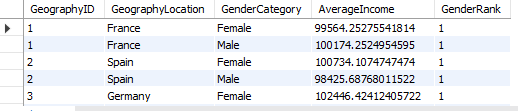 GeographyID GeographyLocation GenderCategory AverageIncome GenderRank
1 France Female 99564.25275541814 1
1 France Male 100174.2524954595 1
2 Spain Female 100734.1074747474 1
2 Spain Male 98425.68768011522 1
3 Germany Female 102446.42412405722 1